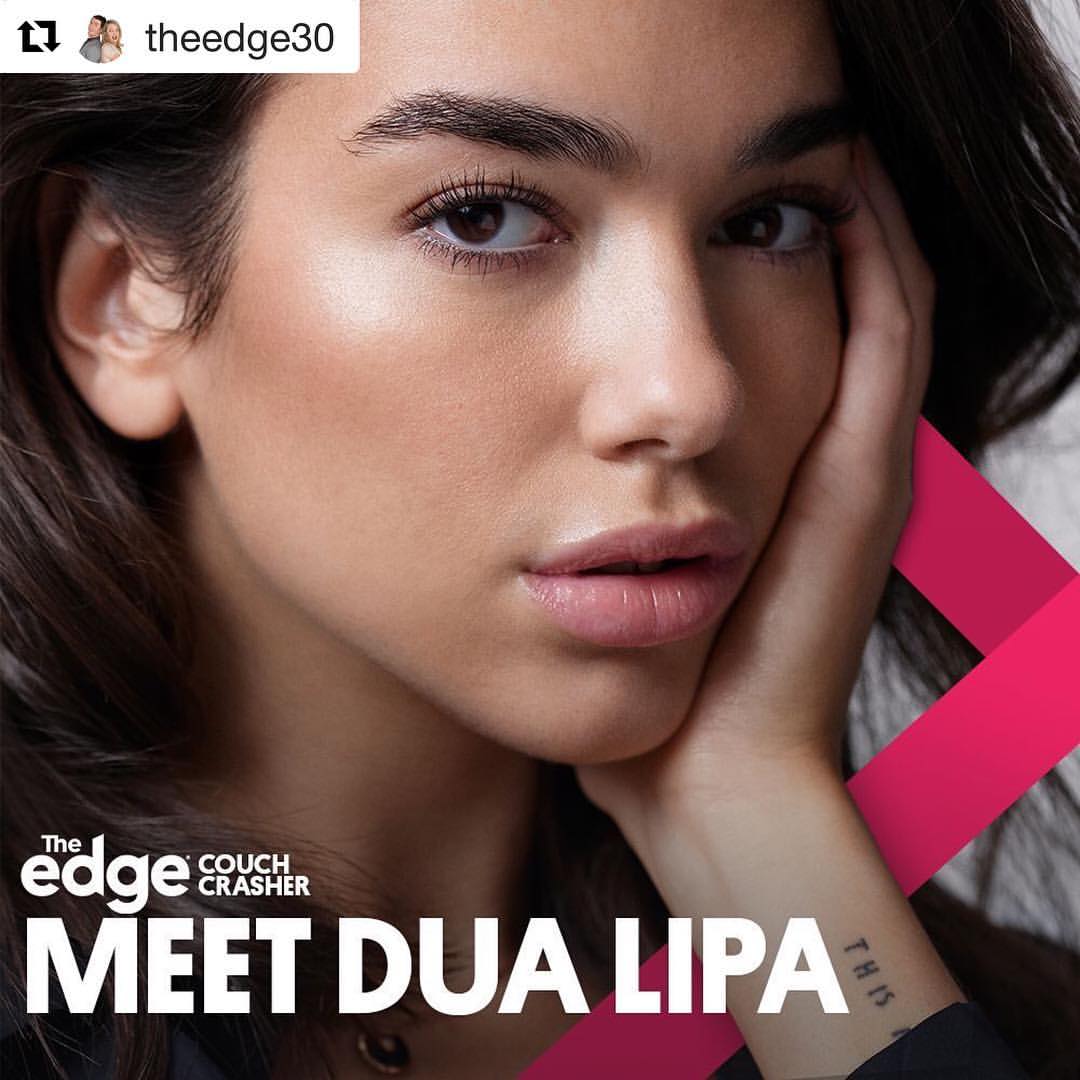 theedge30
The
edge COUCH
CRASHER
MEET DUA LIPA
THIS